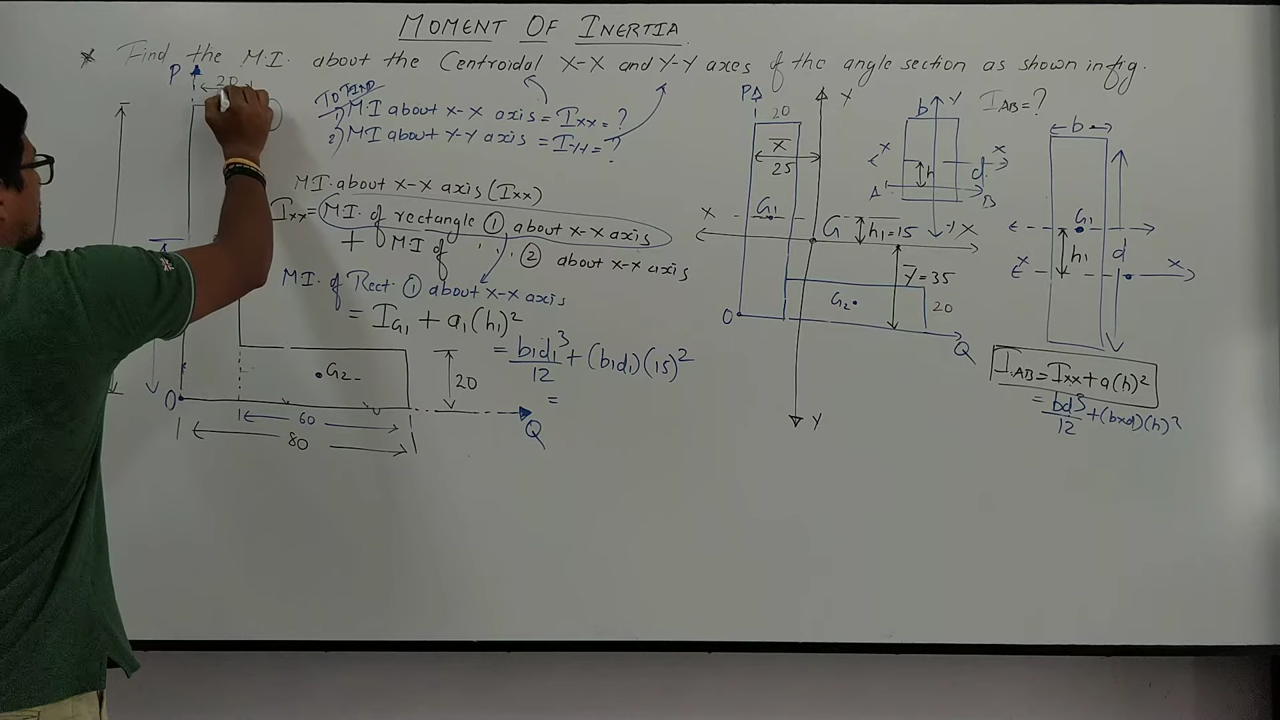 MOMENT OF INERTIA
* Find the M.I. about the Centroidal X-X and Y-Y axes of the angle section as shown in fig.
P
20
TO FIND
1) M.I about x-x axis = Ixx = ?
2) MI about Y-Y axis = IYY = ?
M.I. about x-x axis (Ixx)
Ixx = M.I. of rectangle ① about x-x axis
+ MI of ,, ② about x-x axis
M.I. of Rect. ① about x-x axis
= IG1 + a1(h1)²
= b1d1³/12 + (b1d1)(15)²
=
G2
20
O
60
80
Q
P
20
Y
x̄
25
G1
X
G
h1=15
X
ȳ = 35
G2
20
O
Q
Y
b
Y
IAB = ?
x
x
h
d
A
B
Y
b
G1
h1
d
x
x
IAB = Ixx + a(h)²
= bd³/12 + (bxd)(h)²